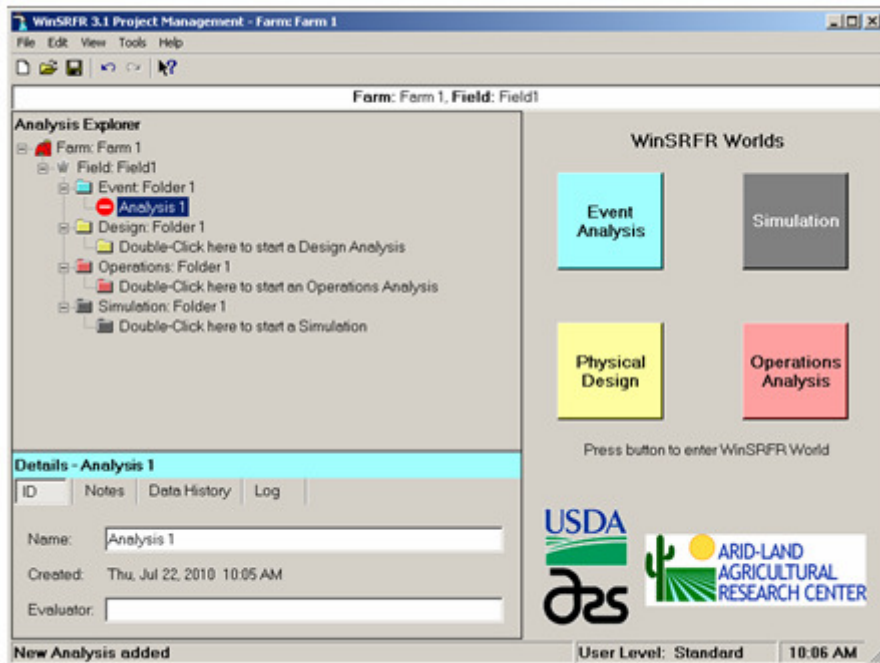 WinSRFR 3.1 Project Management - Farm: Farm 1
File Edit View Tools Help
Farm: Farm 1, Field: Field1
Analysis Explorer
Farm: Farm 1
Field: Field1
Event: Folder 1
Analysis 1
Design: Folder 1
Double-Click here to start a Design Analysis
Operations: Folder 1
Double-Click here to start an Operations Analysis
Simulation: Folder 1
Double-Click here to start a Simulation
WinSRFR Worlds
Event
Analysis
Simulation
Physical
Design
Operations
Analysis
Press button to enter WinSRFR World
Details - Analysis 1
ID Notes Data History Log
Name: Analysis 1
Created: Thu, Jul 22, 2010 10:05 AM
Evaluator:
USDA
ars
ARID-LAND
AGRICULTURAL
RESEARCH CENTER
New Analysis added User Level: Standard 10:06 AM